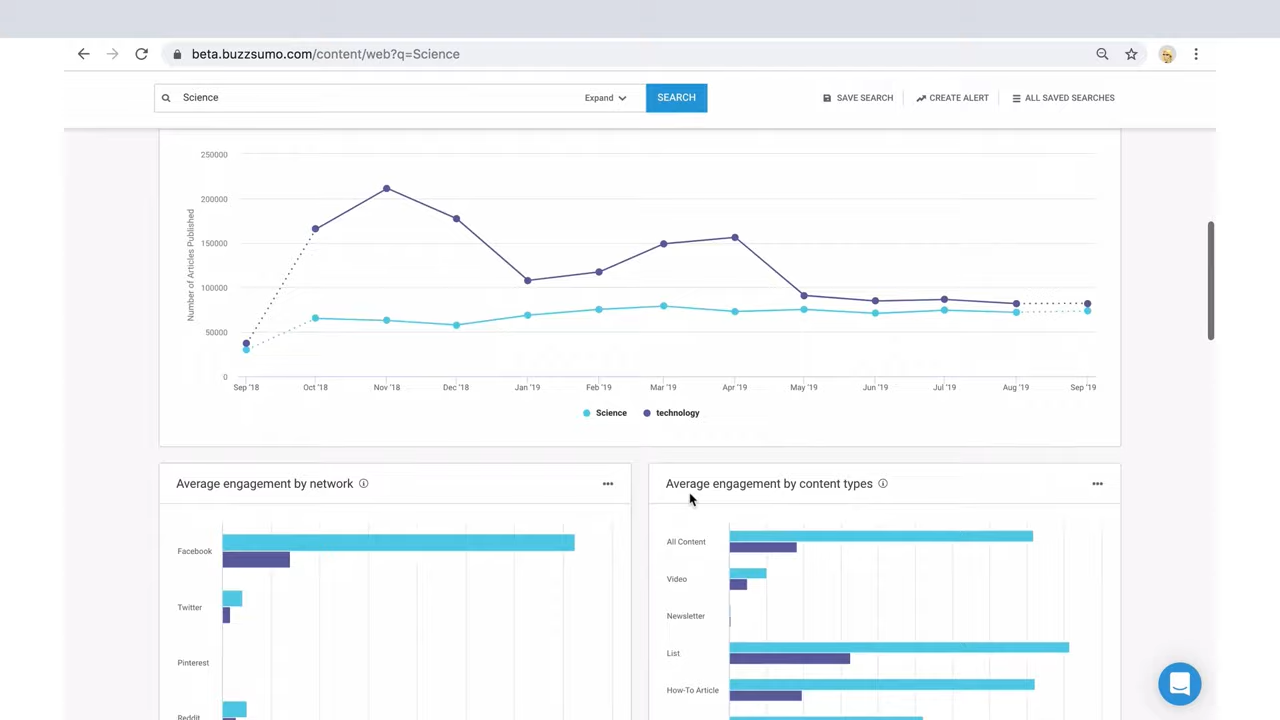 beta.buzzsumo.com/content/web?q=Science
Science
Expand
SEARCH
SAVE SEARCH
CREATE ALERT
ALL SAVED SEARCHES
250000
200000
150000
100000
50000
0
Number of Articles Published
Sep '18 Oct '18 Nov '18 Dec '18 Jan '19 Feb '19 Mar '19 Apr '19 May '19 Jun '19 Jul '19 Aug '19 Sep '19
Science technology
Average engagement by network
Facebook
Twitter
Pinterest
Reddit
Average engagement by content types
All Content
Video
Newsletter
List
How-To Article